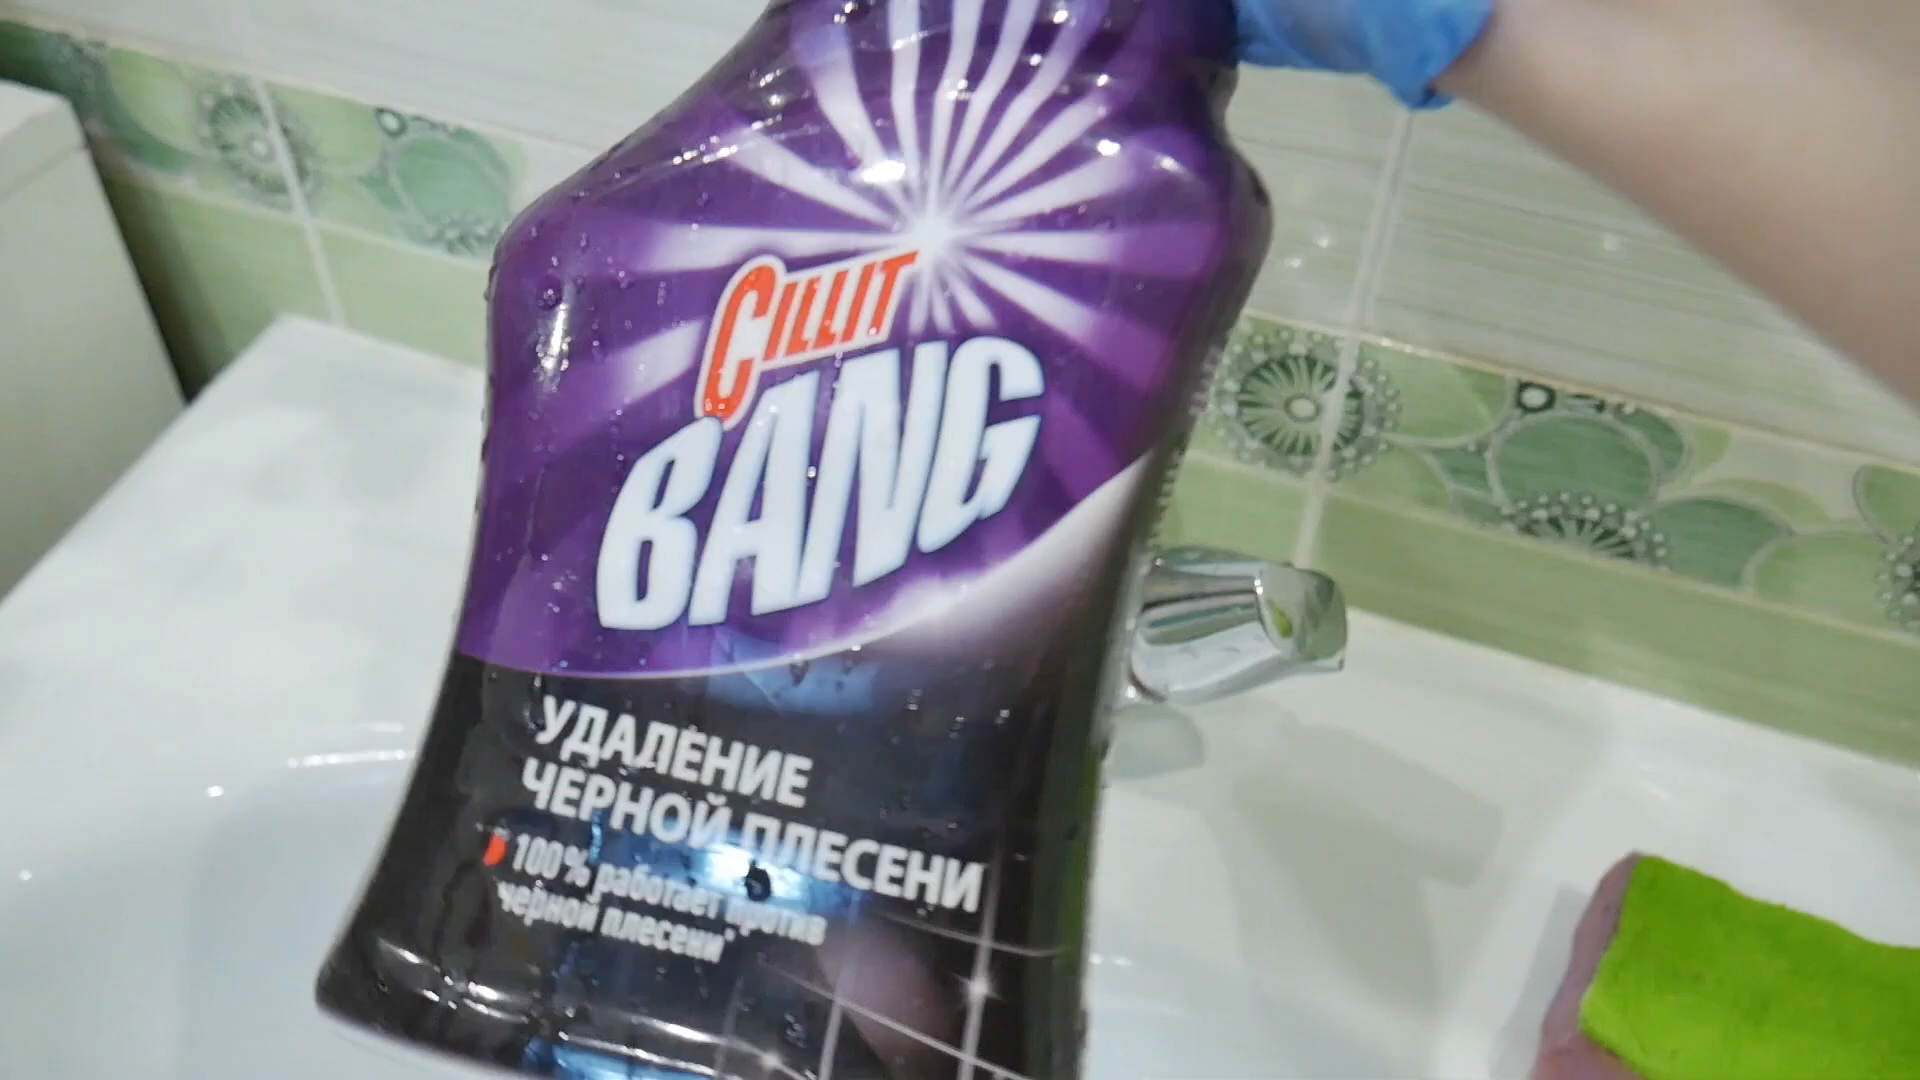 CILLIT
BANG
УДАЛЕНИЕ
ЧЕРНОЙ ПЛЕСЕНИ
100% работает против
черной плесени*